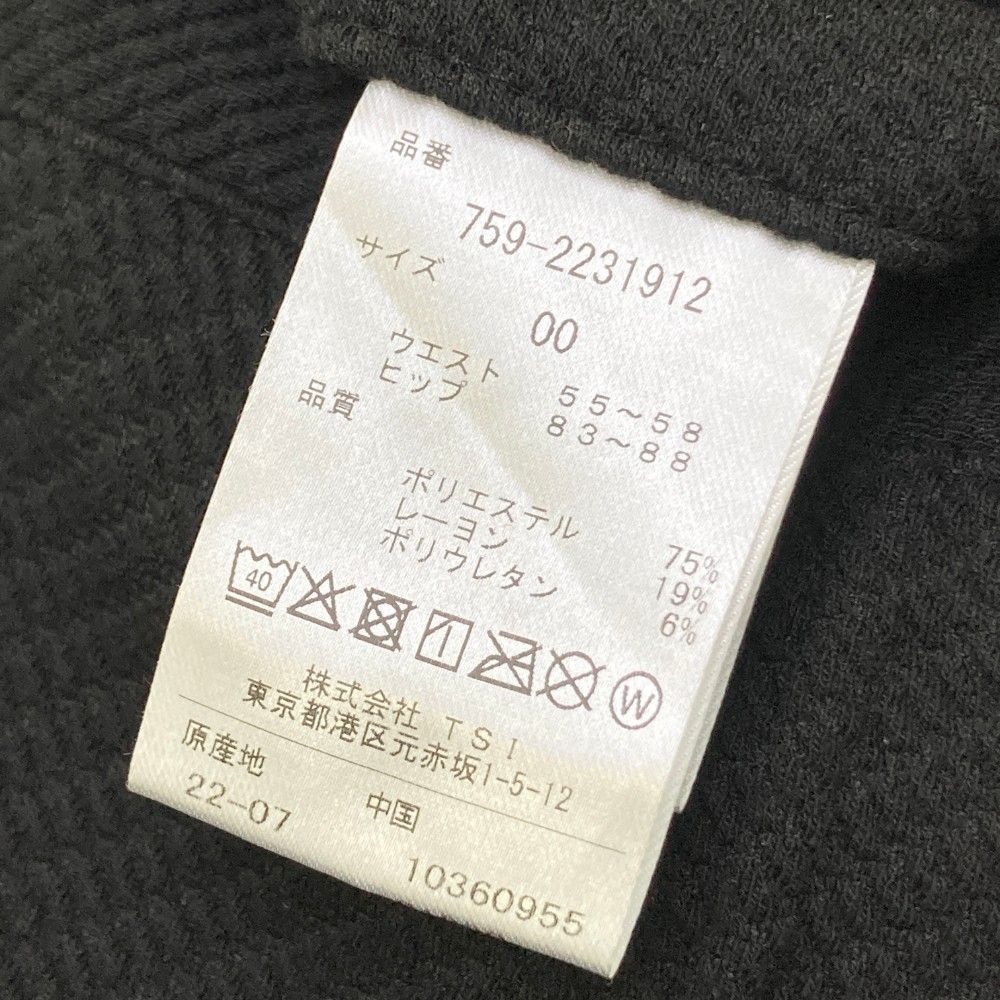 品番
759-2231912
サイズ
00
ウエスト 55～58
ヒップ 83～88
品質
ポリエステル 75%
レーヨン 19%
ポリウレタン 6%
40
W
株式会社 TSI
東京都港区元赤坂1-5-12
原産地 中国
22-07
10360955